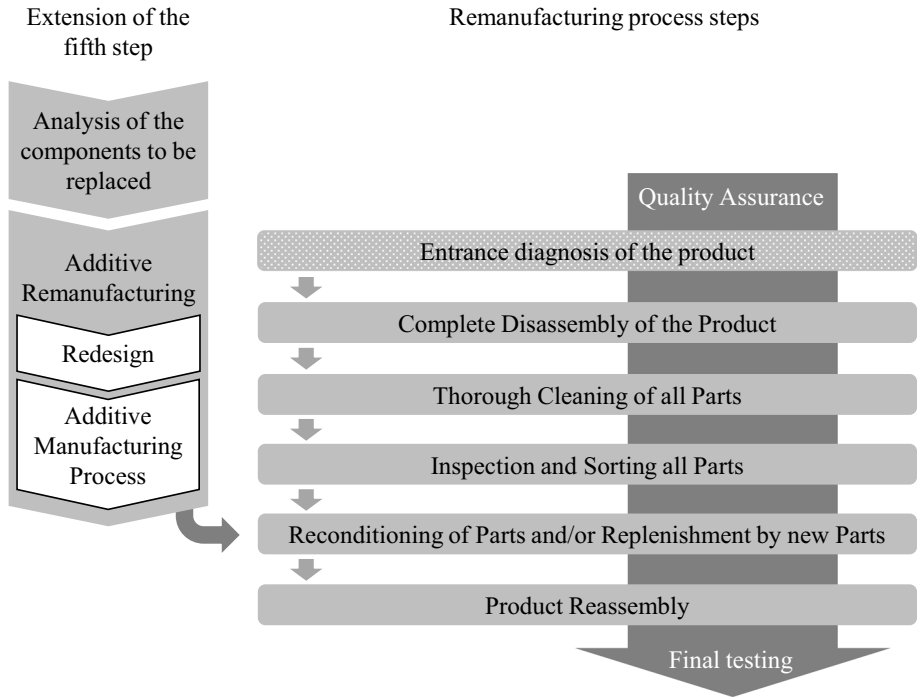 Extension of the
fifth step
Analysis of the
components to be
replaced
Additive
Remanufacturing
Redesign
Additive
Manufacturing
Process
Remanufacturing process steps
Quality Assurance
Entrance diagnosis of the product
Complete Disassembly of the Product
Thorough Cleaning of all Parts
Inspection and Sorting all Parts
Reconditioning of Parts and/or Replenishment by new Parts
Product Reassembly
Final testing